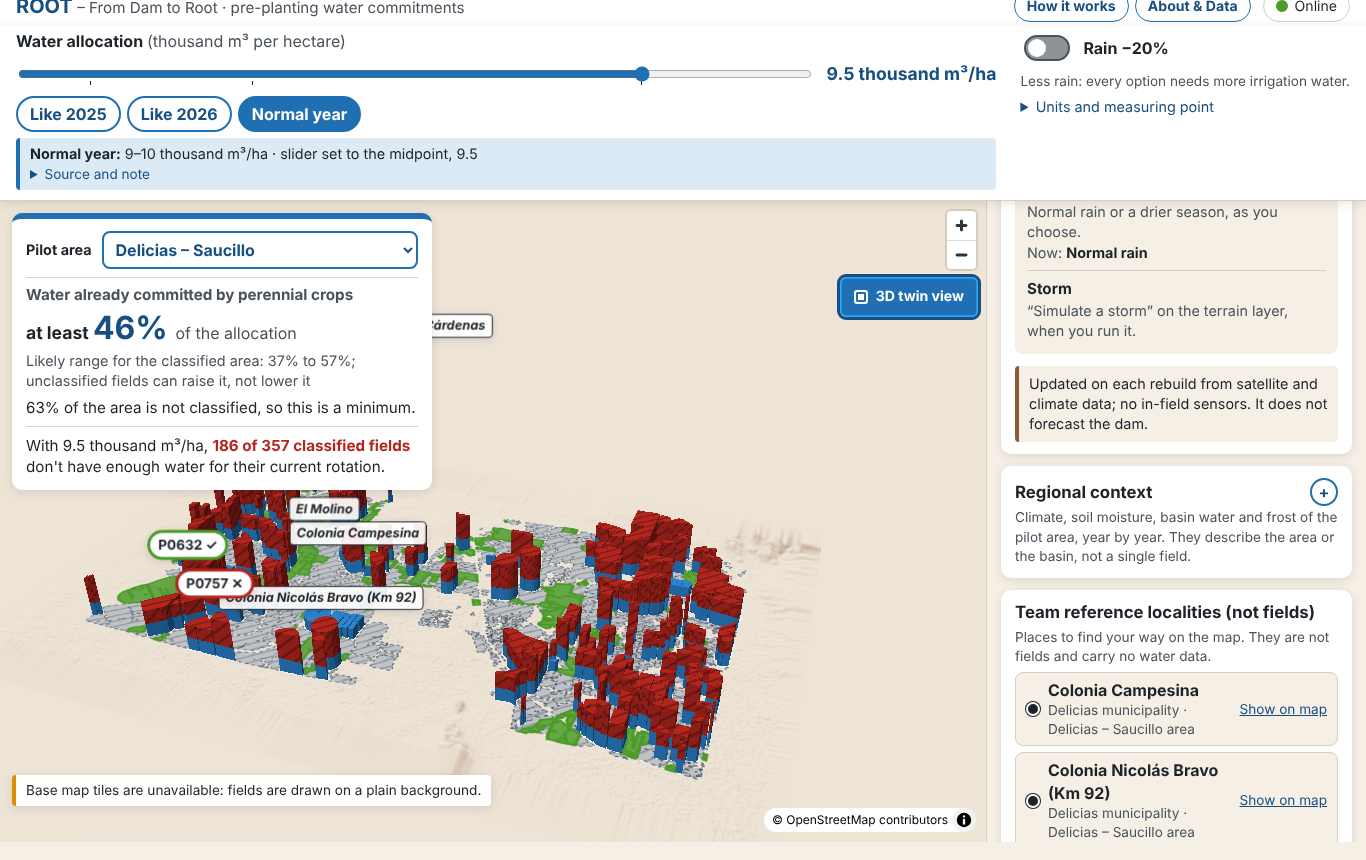 ROOT – From Dam to Root · pre-planting water commitments
How it works
About & Data
Online
Water allocation (thousand m³ per hectare)
9.5 thousand m³/ha
Like 2025
Like 2026
Normal year
Normal year: 9–10 thousand m³/ha · slider set to the midpoint, 9.5
Source and note
Rain −20%
Less rain: every option needs more irrigation water.
Units and measuring point
Pilot area
Delicias – Saucillo
Water already committed by perennial crops
at least 46% of the allocation
Likely range for the classified area: 37% to 57%;
unclassified fields can raise it, not lower it
63% of the area is not classified, so this is a minimum.
With 9.5 thousand m³/ha, 186 of 357 classified fields
don't have enough water for their current rotation.
+
−
3D twin view
Cárdenas
El Molino
Colonia Campesina
P0632 ✓
P0757 ×
Colonia Nicolás Bravo (Km 92)
Base map tiles are unavailable: fields are drawn on a plain background.
© OpenStreetMap contributors
Normal rain or a drier season, as you
choose.
Now: Normal rain
Storm
“Simulate a storm” on the terrain layer,
when you run it.
Updated on each rebuild from satellite and
climate data; no in-field sensors. It does not
forecast the dam.
Regional context
+
Climate, soil moisture, basin water and frost of the
pilot area, year by year. They describe the area or
the basin, not a single field.
Team reference localities (not fields)
Places to find your way on the map. They are not
fields and carry no water data.
Colonia Campesina
Delicias municipality ·
Delicias – Saucillo area
Show on map
Colonia Nicolás Bravo
(Km 92)
Delicias municipality ·
Delicias – Saucillo area
Show on map